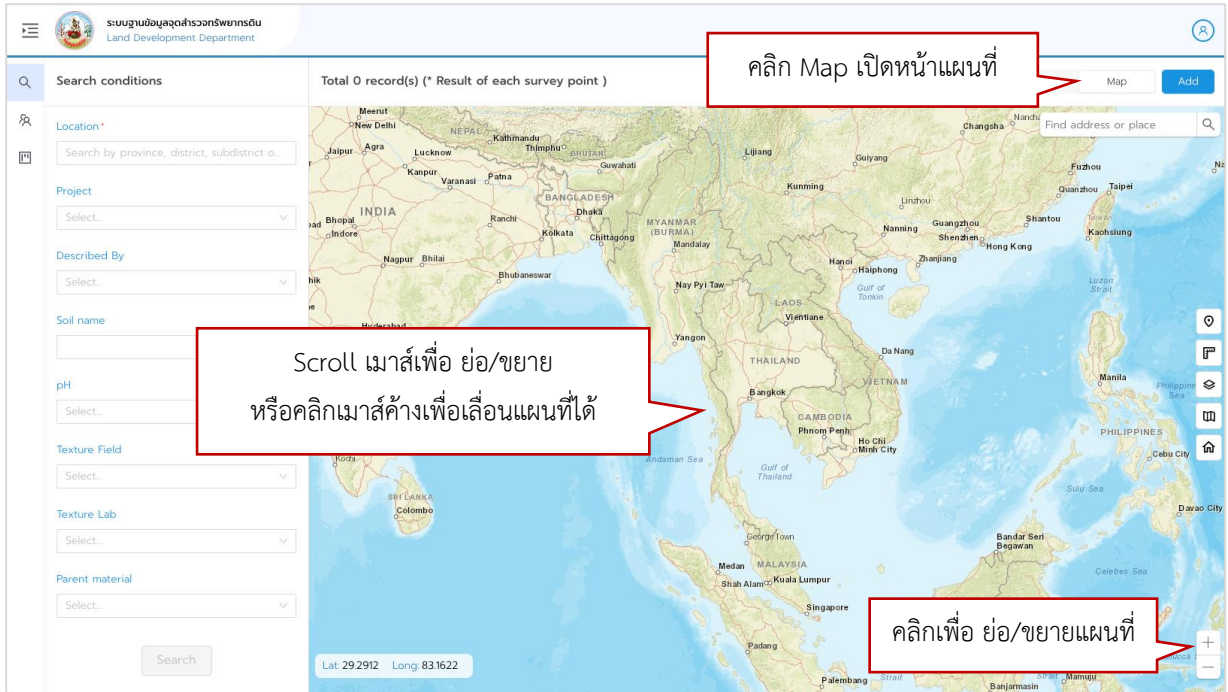 ระบบฐานข้อมูลจุดสำรวจทรัพยากรดิน
Land Development Department
Search conditions
Total 0 record(s) (* Result of each survey point )
คลิก Map เปิดหน้าแผนที่
Map
Add
Location*
Search by province, district, subdistrict o...
Project
Select...
Described By
Select...
Soil name
pH
Select...
Texture Field
Select...
Texture Lab
Select...
Parent material
Select...
Search
Find address or place
Meerut
New Delhi
NEPAL
Kathmandu
Thimphu
BHUTAN
Jaipur
Agra
Lucknow
Guwahati
Kanpur
Varanasi
Patna
BANGLADESH
Dhaka
INDIA
Bhopal
Indore
Ranchi
Kolkata
Chittagong
MYANMAR
(BURMA)
Mandalay
Nagpur
Bhilai
Bhubaneswar
Nay Pyi Taw
Lijiang
Guiyang
Kunming
Changsha
Fuzhou
Quanzhou
Taipei
Linzhou
Guangzhou
Shantou
Taiwan
Nanning
Shenzhen
Hong Kong
Kaohsiung
Hanoi
Haiphong
Zhanjiang
Gulf of
Tonkin
Luzon
Strait
LAOS
Vientiane
Hyderabad
Yangon
THAILAND
Da Nang
Scroll เมาส์เพื่อ ย่อ/ขยาย
หรือคลิกเมาส์ค้างเพื่อเลื่อนแผนที่ได้
Bangkok
VIETNAM
CAMBODIA
Phnom Penh
Ho Chi
Minh City
Manila
Philippine
Sea
PHILIPPINES
Cebu City
Kochi
Andaman Sea
Gulf of
Thailand
Sulu Sea
SRI LANKA
Colombo
Davao City
George Town
Bandar Seri
Begawan
Medan
MALAYSIA
Shah Alam
Kuala Lumpur
Celebes Sea
Singapore
คลิกเพื่อ ย่อ/ขยายแผนที่
Padang
Lat: 29.2912 Long: 83.1622
Palembang
Strait
Strait
Mamuju
Banjarmasin